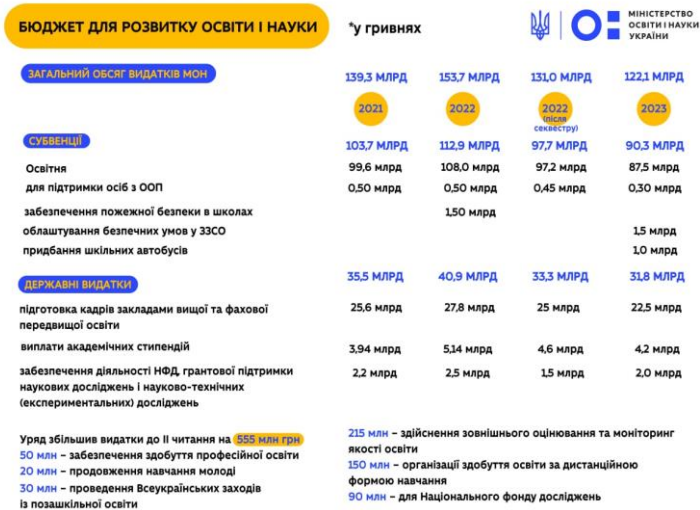 БЮДЖЕТ ДЛЯ РОЗВИТКУ ОСВІТИ І НАУКИ
*у гривнях
МІНІСТЕРСТВО
ОСВІТИ І НАУКИ
УКРАЇНИ
ЗАГАЛЬНИЙ ОБСЯГ ВИДАТКІВ МОН
139,3 МЛРД 153,7 МЛРД 131,0 МЛРД 122,1 МЛРД
2021 2022 2022 2023
(після
секвестру)
СУБВЕНЦІЇ 103,7 МЛРД 112,9 МЛРД 97,7 МЛРД 90,3 МЛРД
Освітня 99,6 млрд 108,0 млрд 97,2 млрд 87,5 млрд
для підтримки осіб з ООП 0,50 млрд 0,50 млрд 0,45 млрд 0,30 млрд
забезпечення пожежної безпеки в школах 1,50 млрд
облаштування безпечних умов у ЗЗСО 1,5 млрд
придбання шкільних автобусів 1,0 млрд
ДЕРЖАВНІ ВИДАТКИ 35,5 МЛРД 40,9 МЛРД 33,3 МЛРД 31,8 МЛРД
підготовка кадрів закладами вищої та фахової 25,6 млрд 27,8 млрд 25 млрд 22,5 млрд
передвищої освіти
виплати академічних стипендій 3,94 млрд 5,14 млрд 4,6 млрд 4,2 млрд
забезпечення діяльності НФД, грантової підтримки 2,2 млрд 2,5 млрд 1,5 млрд 2,0 млрд
наукових досліджень і науково-технічних
(експериментальних) досліджень
Уряд збільшив видатки до ІІ читання на 555 млн грн
50 млн – забезпечення здобуття професійної освіти
20 млн – продовження навчання молоді
30 млн – проведення Всеукраїнських заходів
із позашкільної освіти
215 млн – здійснення зовнішнього оцінювання та моніторинг
якості освіти
150 млн – організації здобуття освіти за дистанційною
формою навчання
90 млн – для Національного фонду досліджень